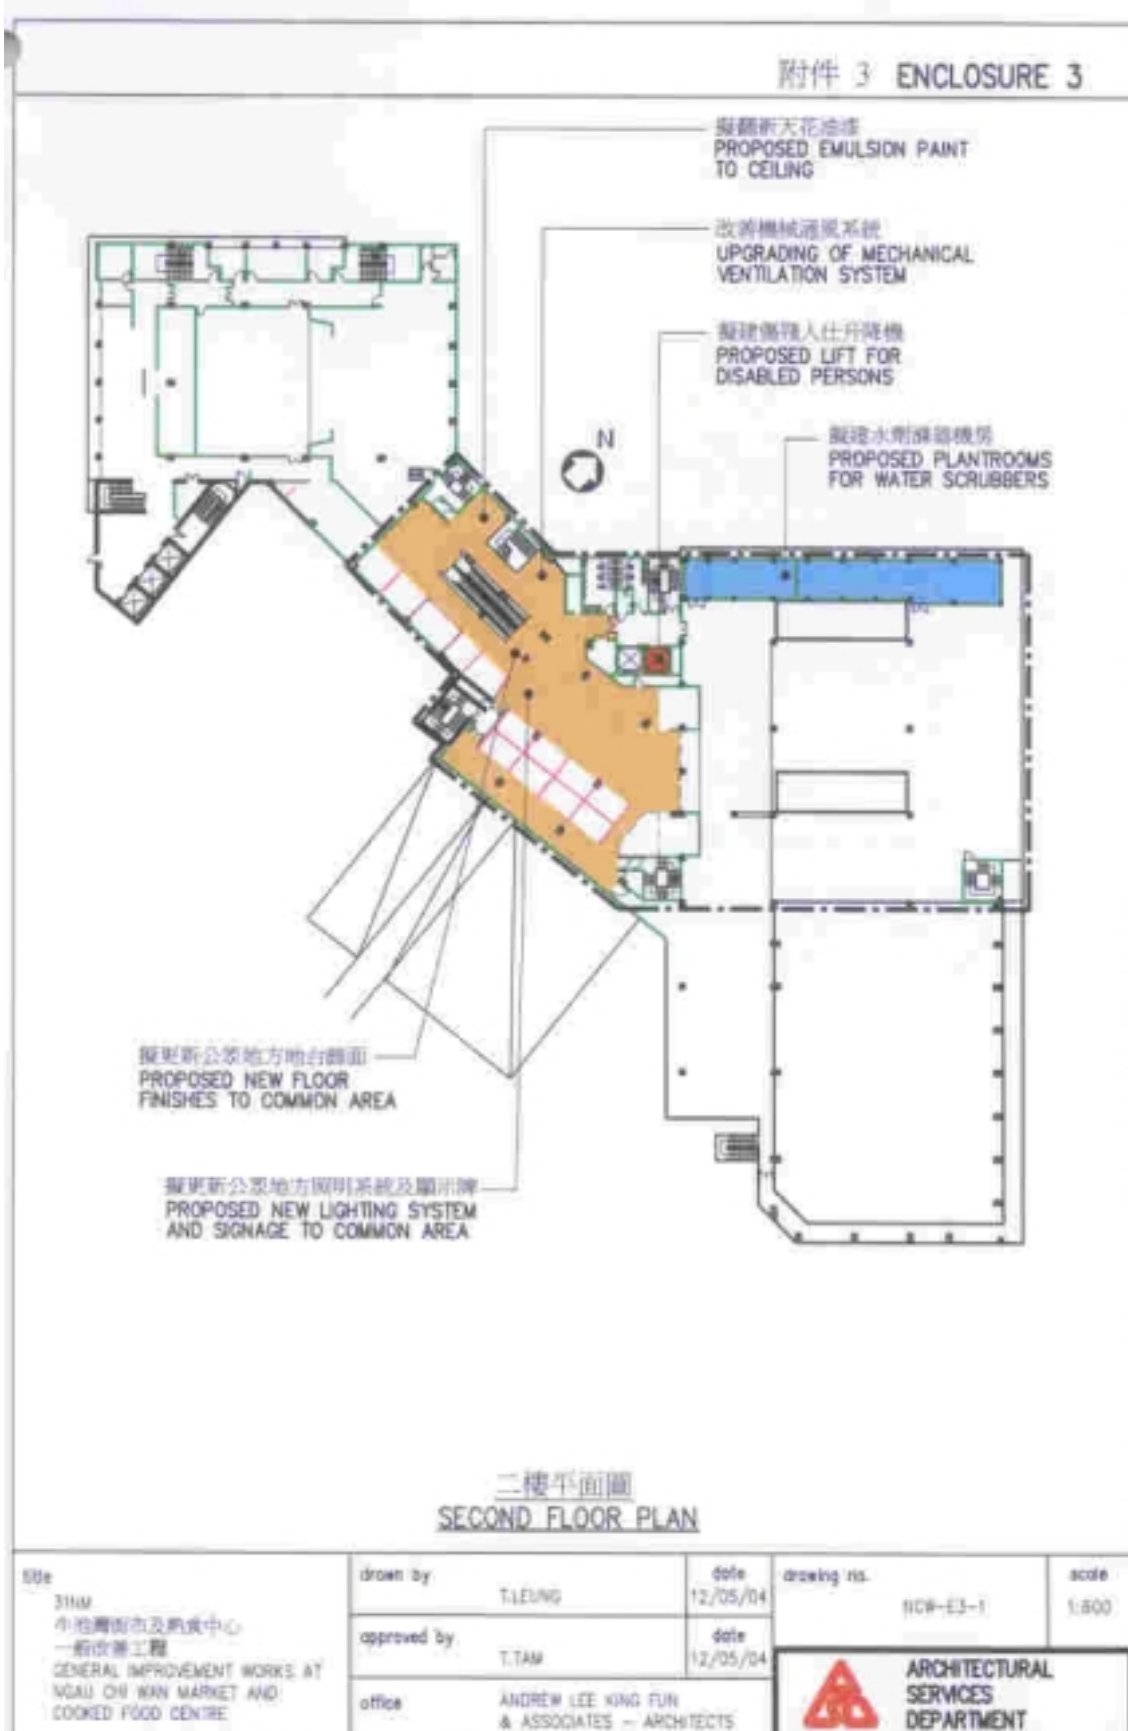 附件 3 ENCLOSURE 3
擬翻新天花油漆
PROPOSED EMULSION PAINT
TO CEILING
改善機械通風系統
UPGRADING OF MECHANICAL
VENTILATION SYSTEM
擬建傷殘人仕升降機
PROPOSED LIFT FOR
DISABLED PERSONS
N
擬建水劑滌器機房
PROPOSED PLANTROOMS
FOR WATER SCRUBBERS
擬更新公眾地方地台飾面
PROPOSED NEW FLOOR
FINISHES TO COMMON AREA
擬更新公眾地方照明系統及顯示牌
PROPOSED NEW LIGHTING SYSTEM
AND SIGNAGE TO COMMON AREA
二樓平面圖
SECOND FLOOR PLAN
title
31NM
牛池灣街市及熟食中心
一般改善工程
GENERAL IMPROVEMENT WORKS AT
NGAU CHI WAN MARKET AND
COOKED FOOD CENTRE
drawn by
T.LEUNG
date
12/05/04
approved by
T.TAM
date
12/05/04
office
ANDREW LEE KING FUN
& ASSOCIATES - ARCHITECTS
drawing no.
NCW-E3-1
scale
1:600
ARCHITECTURAL
SERVICES
DEPARTMENT